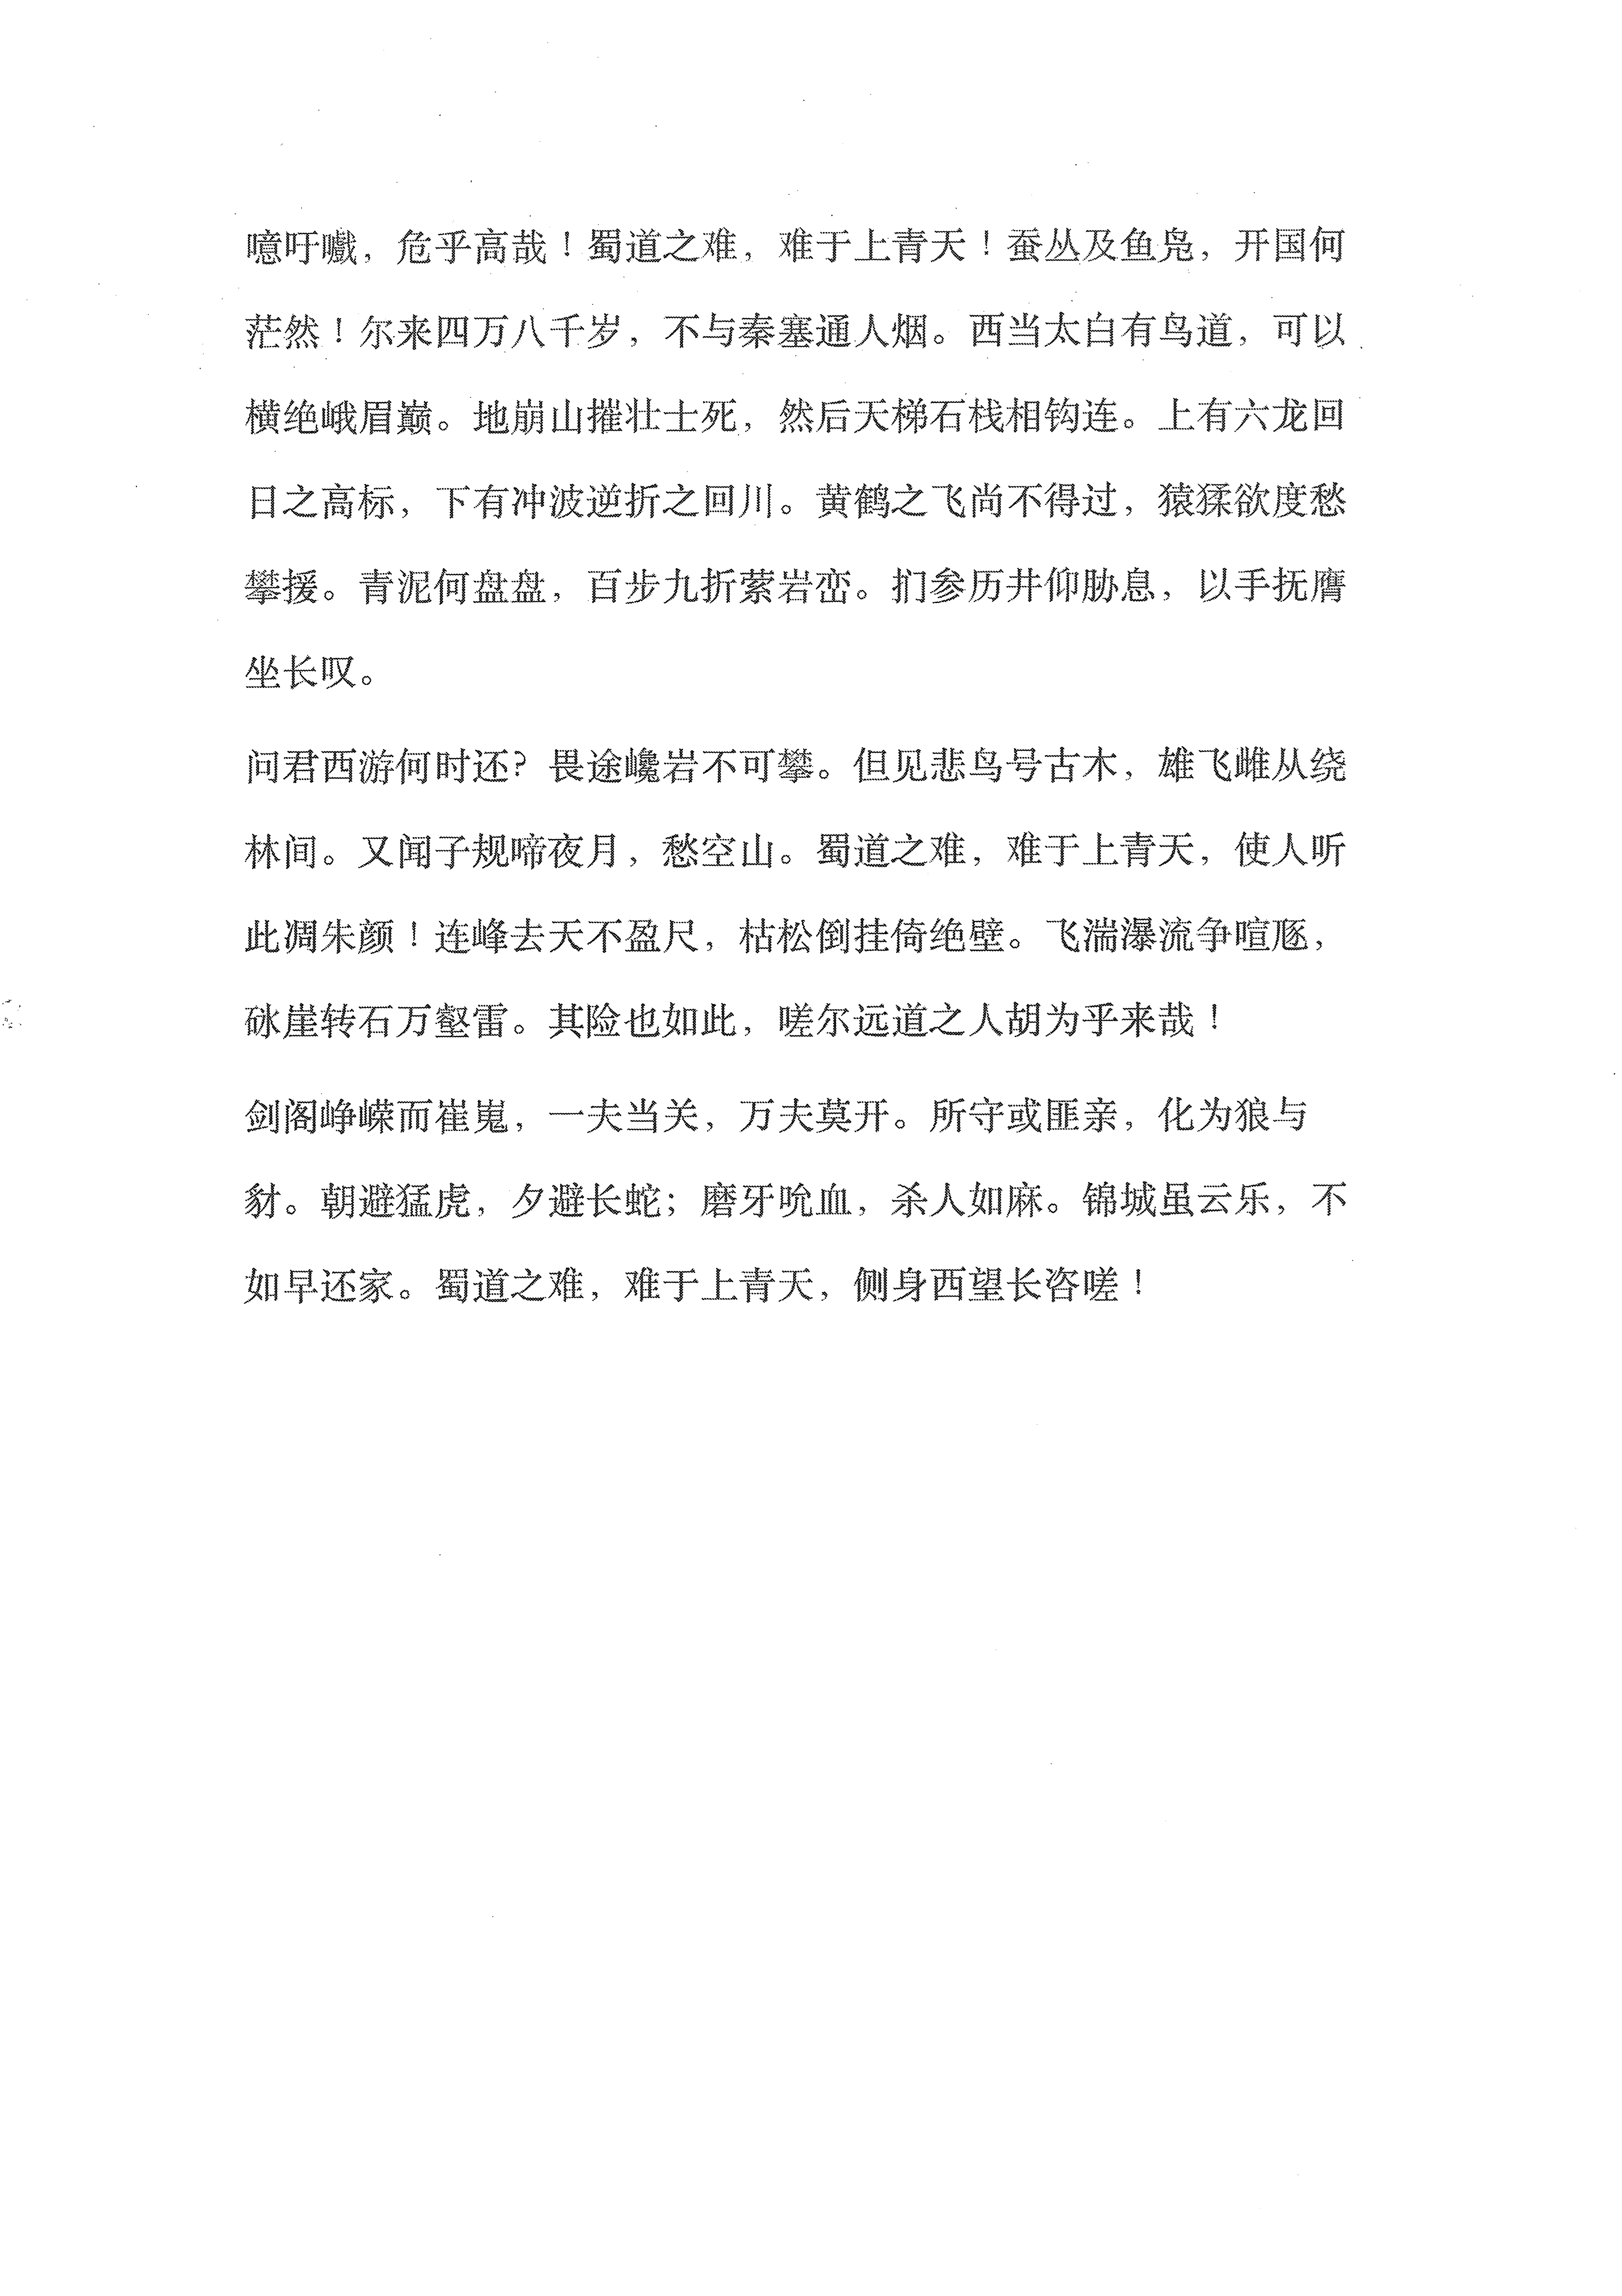 噫吁嚱，危乎高哉！蜀道之难，难于上青天！蚕丛及鱼凫，开国何
茫然！尔来四万八千岁，不与秦塞通人烟。西当太白有鸟道，可以
横绝峨眉巅。地崩山摧壮士死，然后天梯石栈相钩连。上有六龙回
日之高标，下有冲波逆折之回川。黄鹤之飞尚不得过，猿猱欲度愁
攀援。青泥何盘盘，百步九折萦岩峦。扪参历井仰胁息，以手抚膺
坐长叹。
问君西游何时还？畏途巉岩不可攀。但见悲鸟号古木，雄飞雌从绕
林间。又闻子规啼夜月，愁空山。蜀道之难，难于上青天，使人听
此凋朱颜！连峰去天不盈尺，枯松倒挂倚绝壁。飞湍瀑流争喧豗，
砯崖转石万壑雷。其险也如此，嗟尔远道之人胡为乎来哉！
剑阁峥嵘而崔嵬，一夫当关，万夫莫开。所守或匪亲，化为狼与
豺。朝避猛虎，夕避长蛇；磨牙吮血，杀人如麻。锦城虽云乐，不
如早还家。蜀道之难，难于上青天，侧身西望长咨嗟！